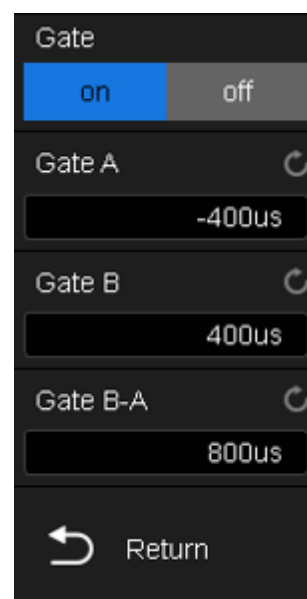 Gate
on off
Gate A
-400us
Gate B
400us
Gate B-A
800us
Return